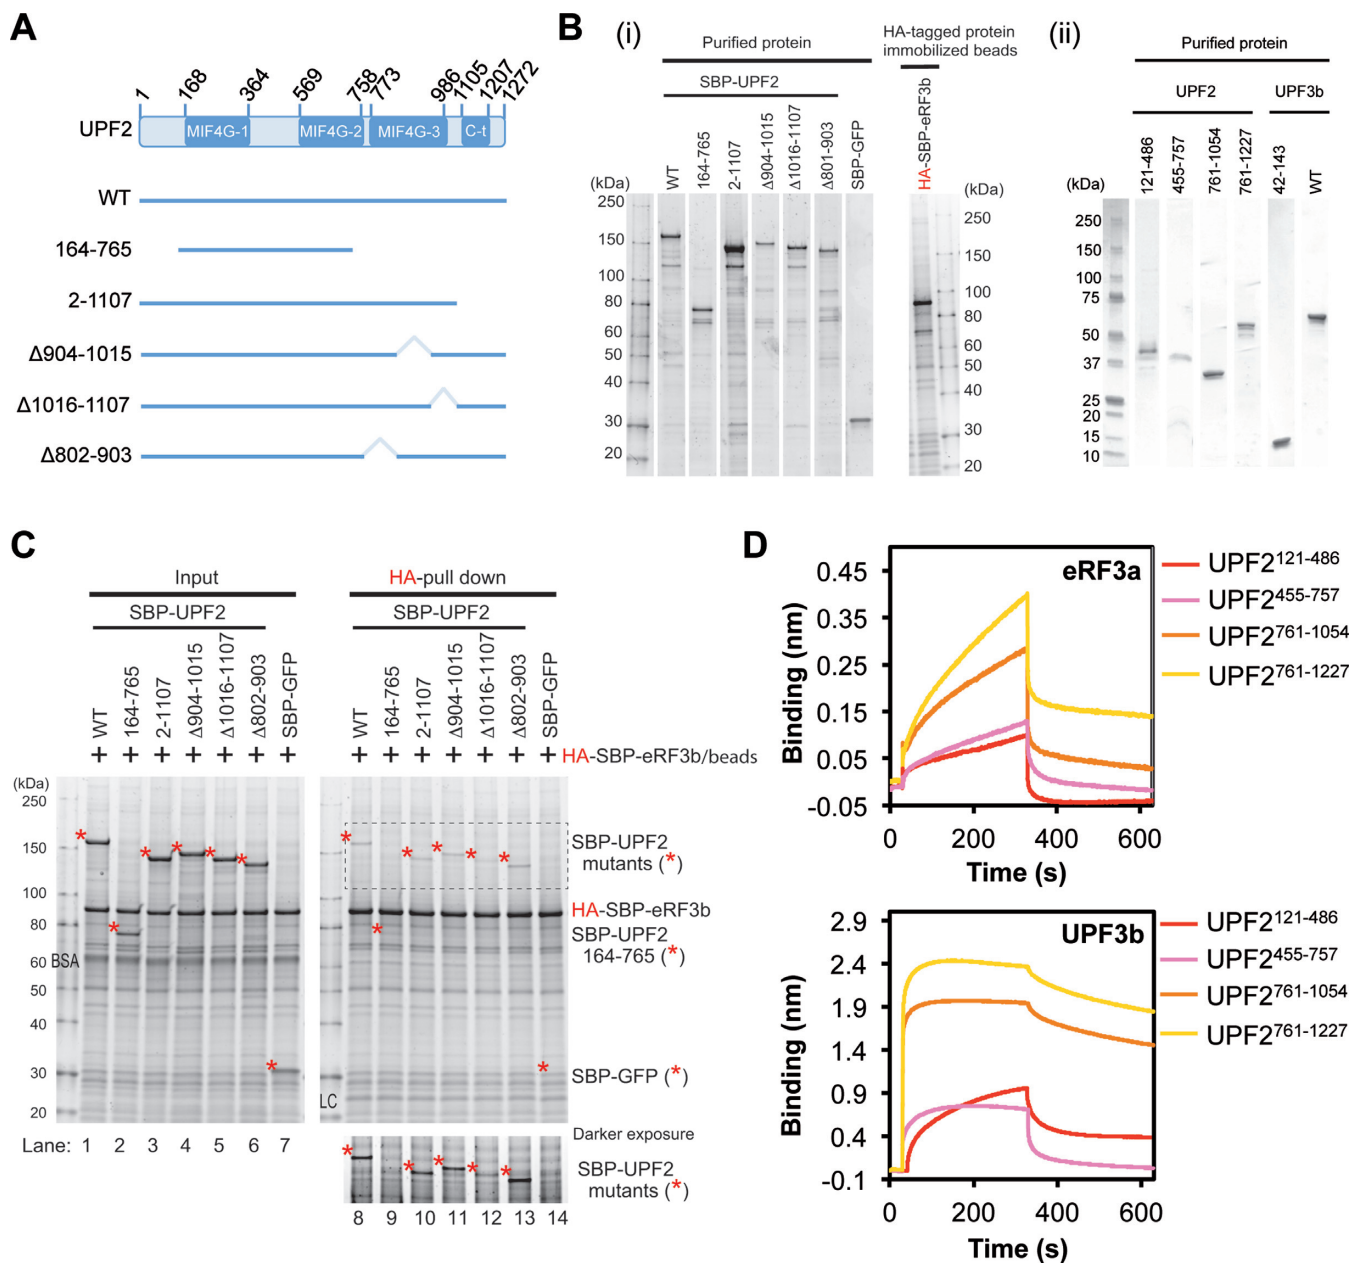 A
1 168 364 569 758 773 986 1105 1207 1272
UPF2 MIF4G-1 MIF4G-2 MIF4G-3 C-t
WT
164-765
2-1107
Δ904-1015
Δ1016-1107
Δ802-903
B
(i)
Purified protein
SBP-UPF2
WT
164-765
2-1107
Δ904-1015
Δ1016-1107
Δ801-903
SBP-GFP
(kDa)
250
150
100
80
60
50
40
30
20
HA-tagged protein
immobilized beads
HA-SBP-eRF3b
(kDa)
250
150
100
80
60
50
40
30
20
(ii)
Purified protein
UPF2 UPF3b
121-486
455-757
761-1054
761-1227
42-143
WT
(kDa)
250
150
100
75
50
37
25
20
15
10
C
Input
SBP-UPF2
WT
164-765
2-1107
Δ904-1015
Δ1016-1107
Δ802-903
SBP-GFP
+ + + + + + +
(kDa)
250
150
100
80
60
50
40
30
20
BSA
* * * * * * *
Lane: 1 2 3 4 5 6 7
HA-pull down
SBP-UPF2
WT
164-765
2-1107
Δ904-1015
Δ1016-1107
Δ802-903
SBP-GFP
+ + + + + + + HA-SBP-eRF3b/beads
* * * * * * *
SBP-UPF2
mutants (*)
HA-SBP-eRF3b
SBP-UPF2
164-765 (*)
SBP-GFP (*)
LC
Darker exposure
* * * * *
SBP-UPF2
mutants (*)
8 9 10 11 12 13 14
D
eRF3a
Binding (nm)
0.45
0.35
0.25
0.15
0.05
-0.05
0 200 400 600
Time (s)
UPF2121-486
UPF2455-757
UPF2761-1054
UPF2761-1227
UPF3b
Binding (nm)
2.9
2.4
1.9
1.4
0.9
0.4
-0.1
0 200 400 600
Time (s)
UPF2121-486
UPF2455-757
UPF2761-1054
UPF2761-1227